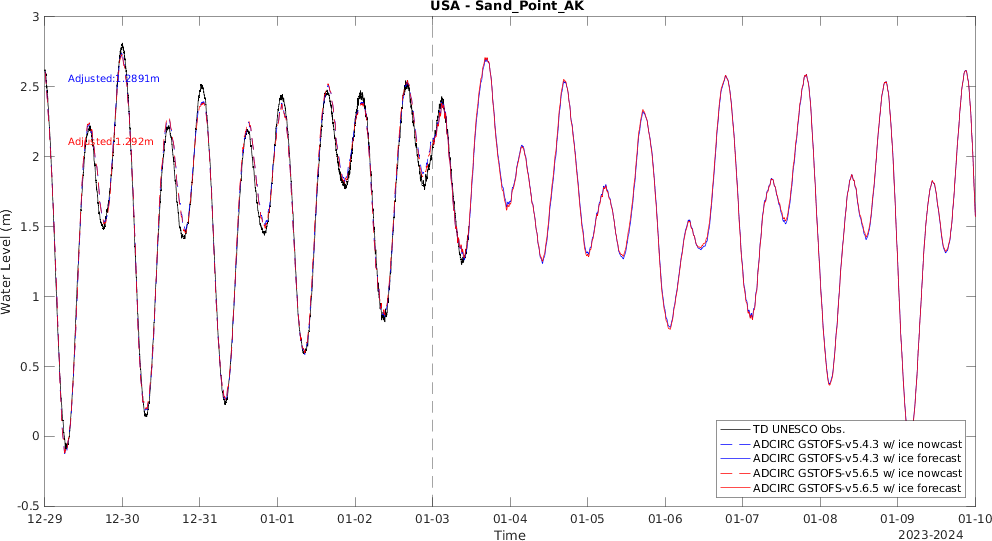 USA - Sand_Point_AK
3
2.5
2
1.5
1
0.5
0
-0.5
Water Level (m)
Adjusted:1.2891m
Adjusted:1.292m
TD UNESCO Obs.
ADCIRC GSTOFS-v5.4.3 w/ ice nowcast
ADCIRC GSTOFS-v5.4.3 w/ ice forecast
ADCIRC GSTOFS-v5.6.5 w/ ice nowcast
ADCIRC GSTOFS-v5.6.5 w/ ice forecast
12-29 12-30 12-31 01-01 01-02 01-03 01-04 01-05 01-06 01-07 01-08 01-09 01-10
Time
2023-2024